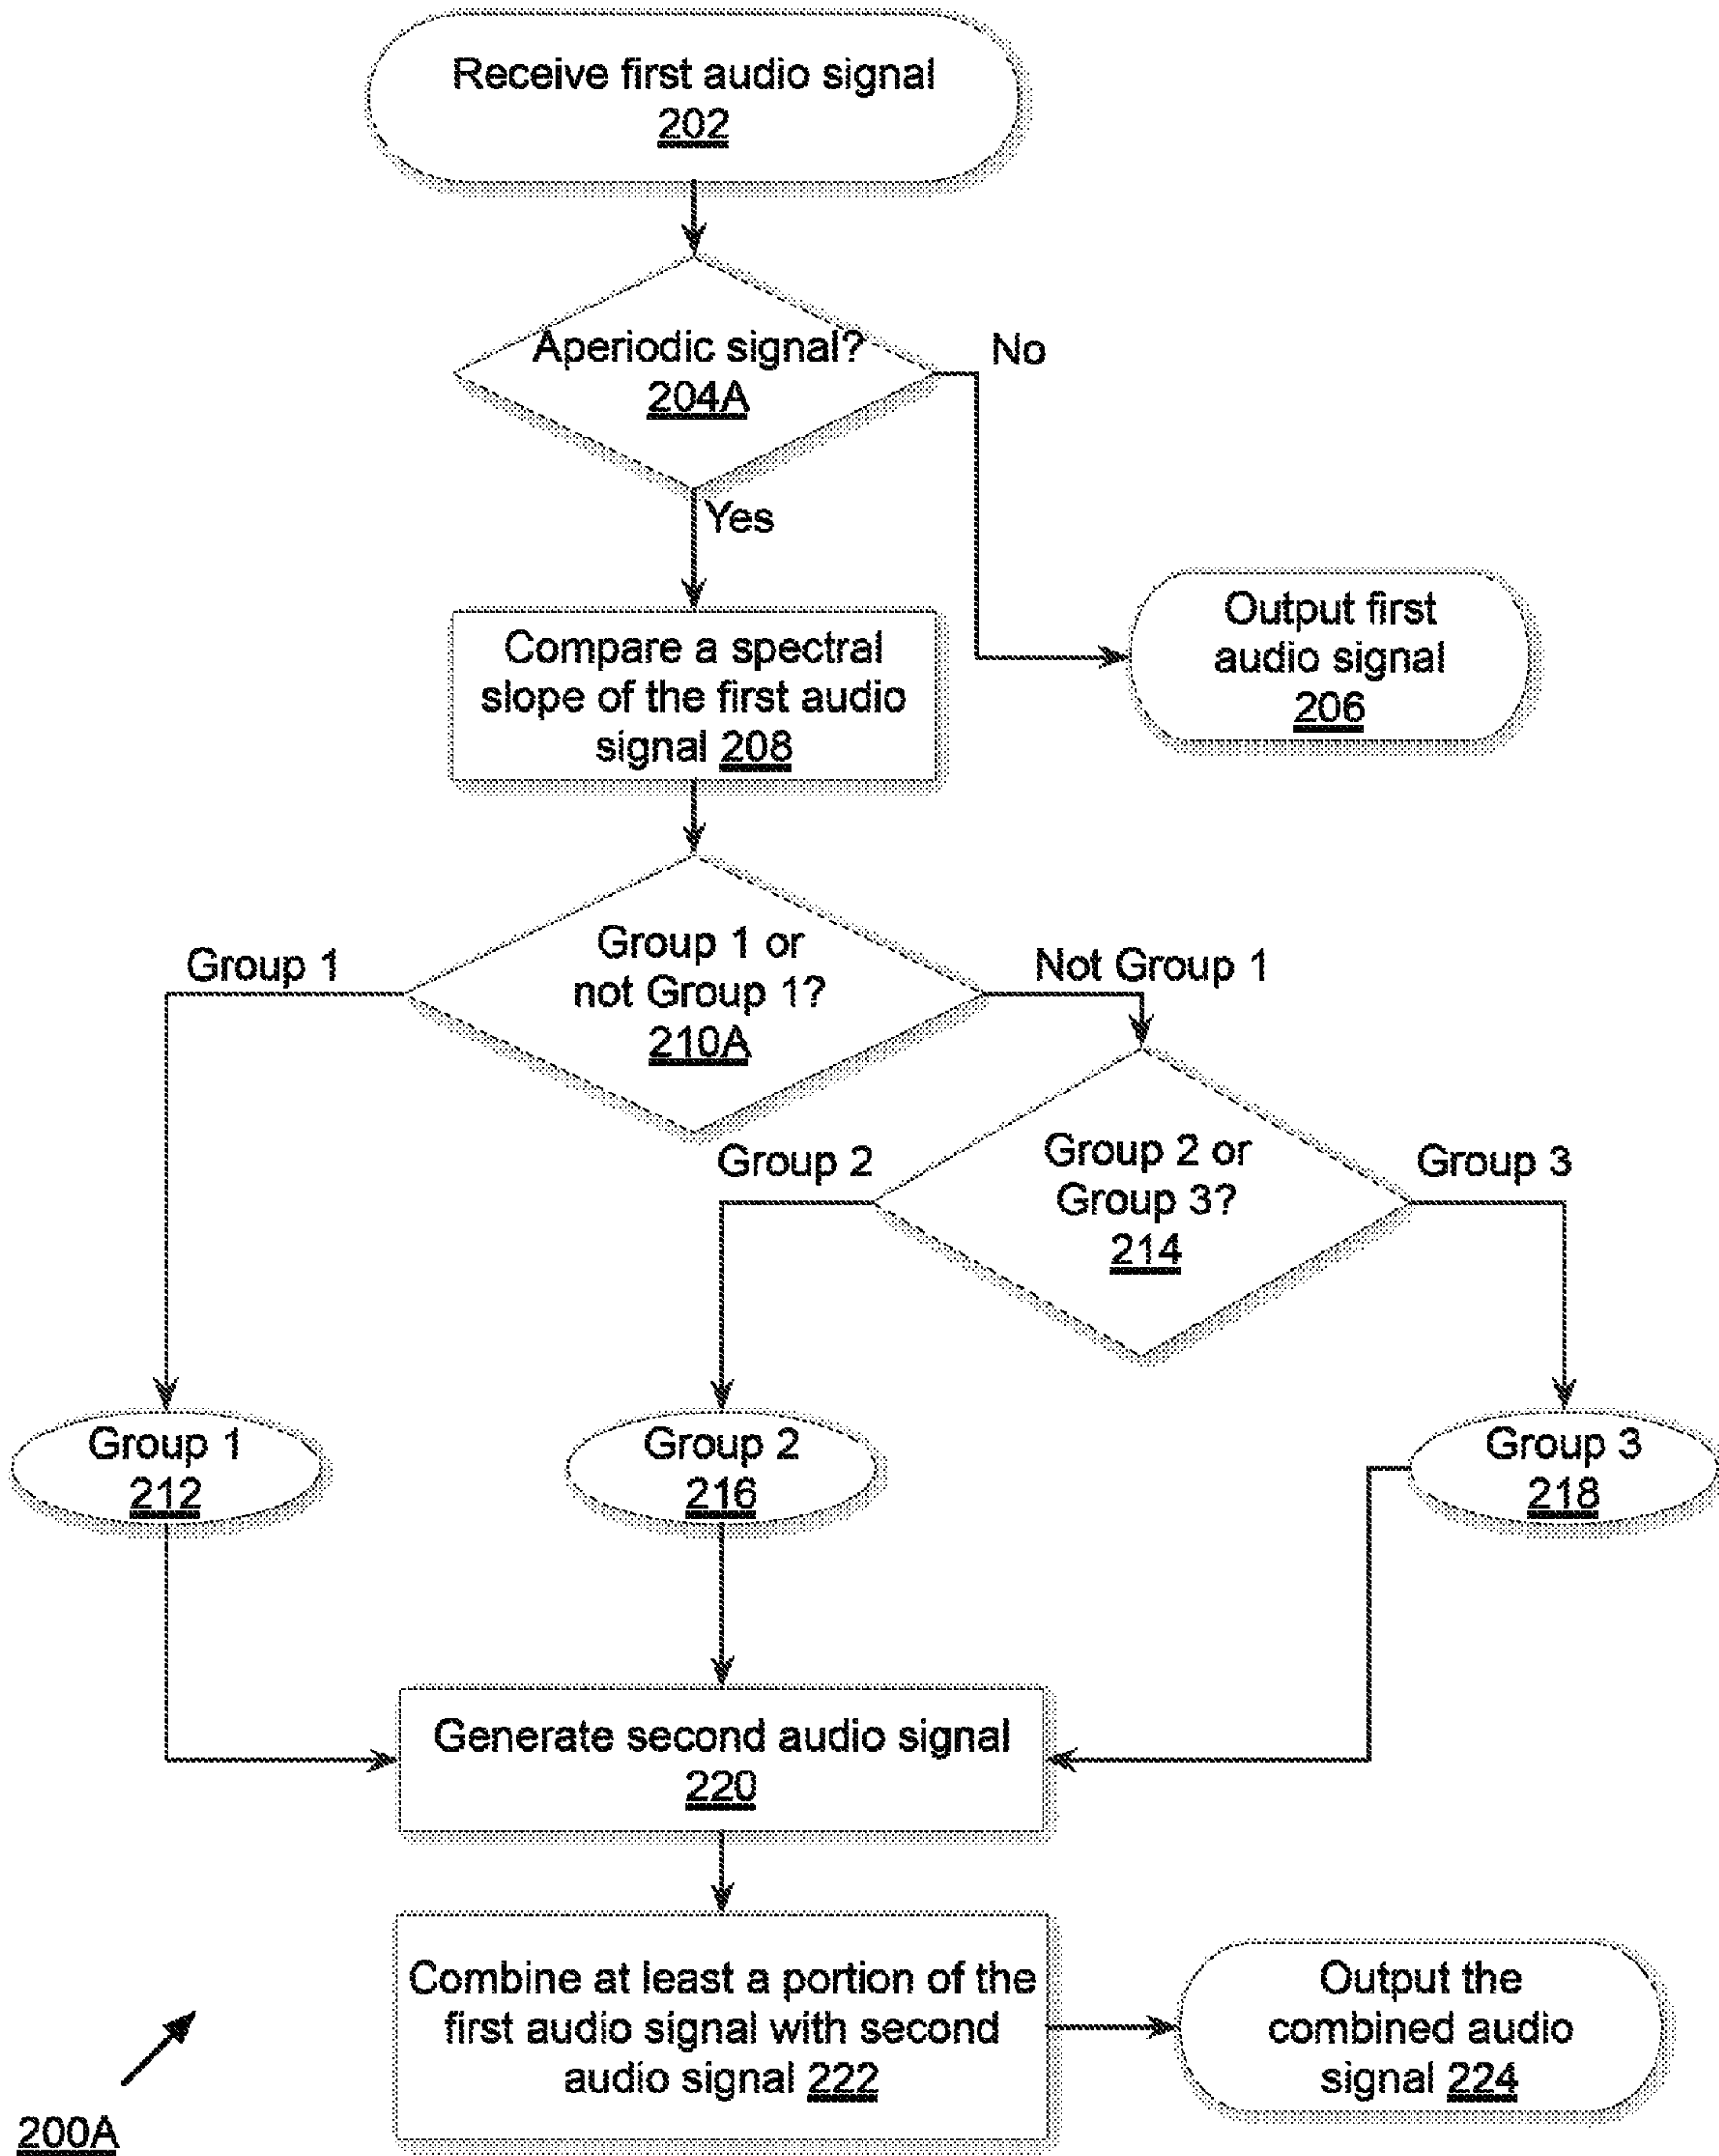 Receive first audio signal
202
Aperiodic signal?
204A
No
Yes
Output first
audio signal
206
Compare a spectral
slope of the first audio
signal 208
Group 1 or
not Group 1?
210A
Group 1
Not Group 1
Group 2 or
Group 3?
214
Group 2
Group 3
Group 1
212
Group 2
216
Group 3
218
Generate second audio signal
220
Combine at least a portion of the
first audio signal with second
audio signal 222
Output the
combined audio
signal 224
200A